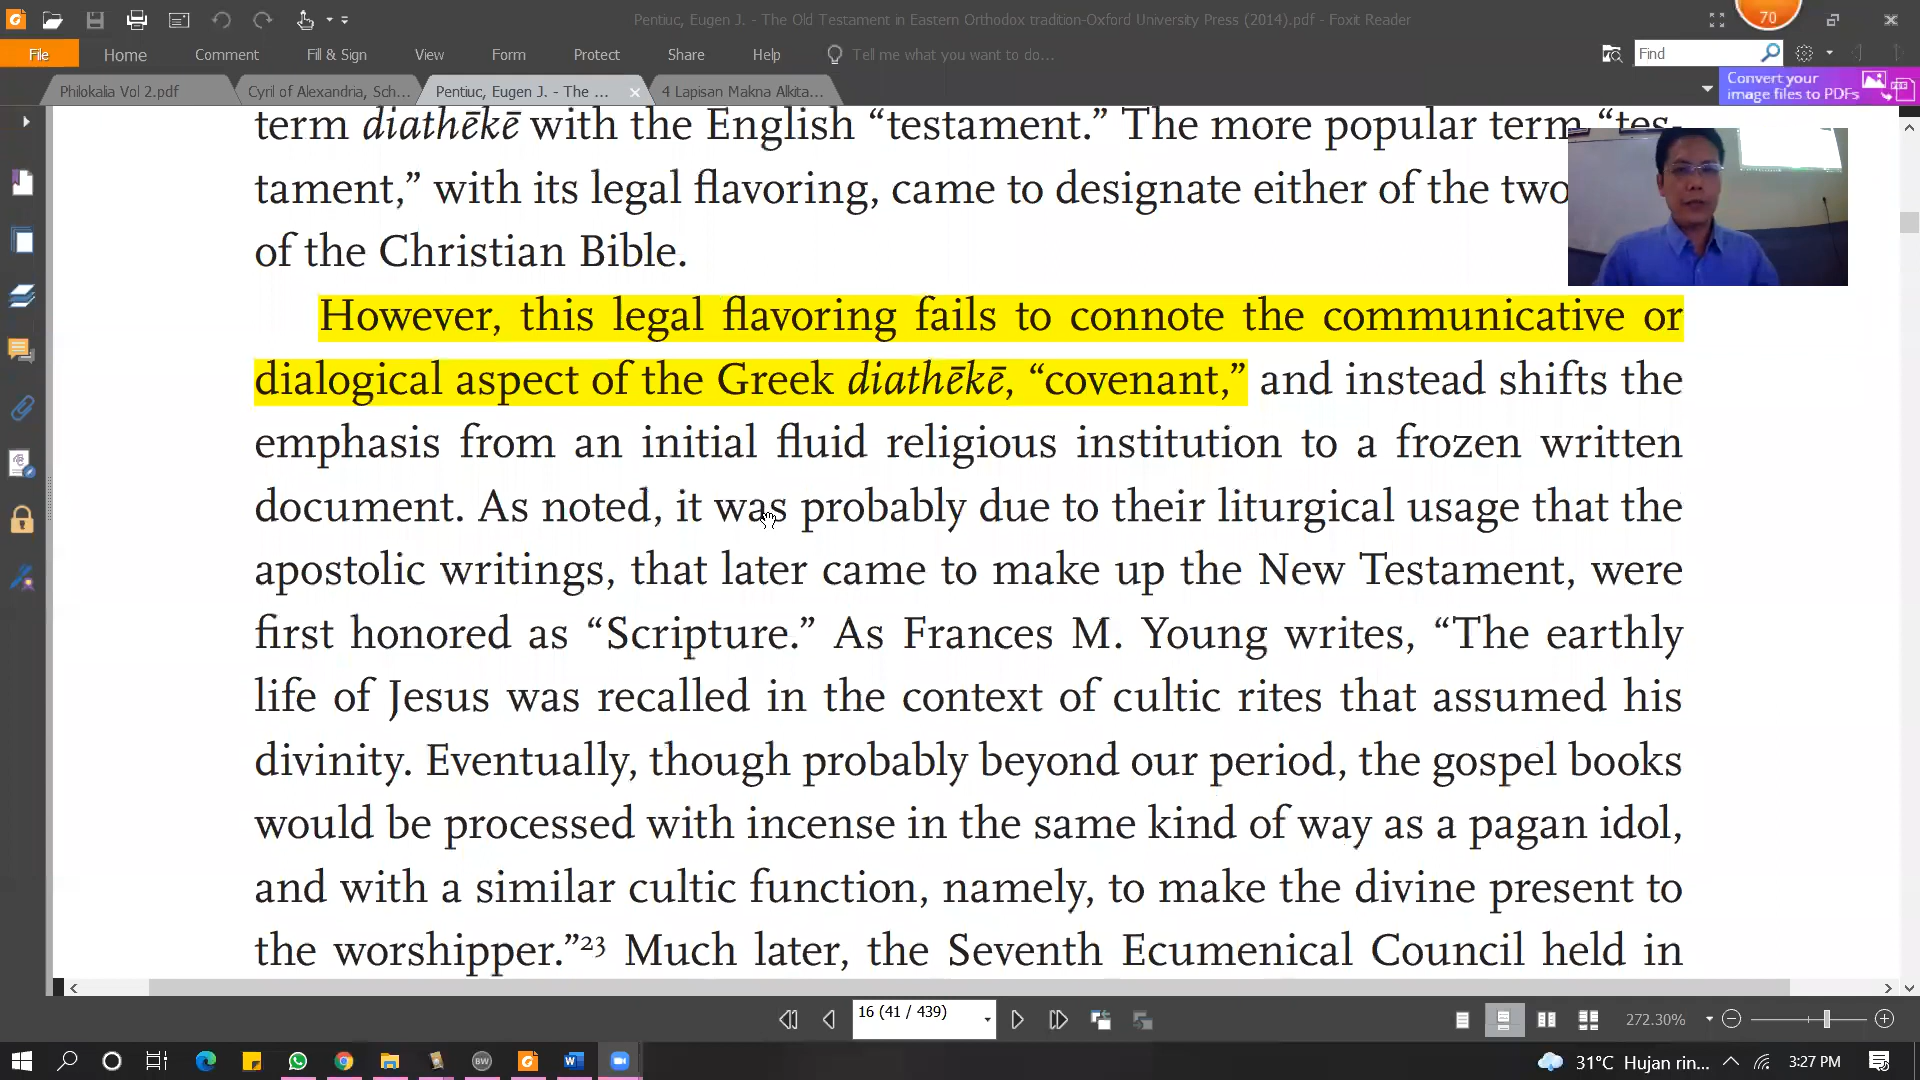 Pentiuc, Eugen J. - The Old Testament in Eastern Orthodox tradition-Oxford University Press (2014).pdf - Foxit Reader
70
File Home Comment Fill & Sign View Form Protect Share Help Tell me what you want to do... Find
Philokalia Vol 2.pdf Cyril of Alexandria, Sch... Pentiuc, Eugen J. - The ... 4 Lapisan Makna Alkita...
Convert your
image files to PDFs
term diathēkē with the English “testament.” The more popular term “tes-
tament,” with its legal flavoring, came to designate either of the two
of the Christian Bible.
However, this legal flavoring fails to connote the communicative or
dialogical aspect of the Greek diathēkē, “covenant,” and instead shifts the
emphasis from an initial fluid religious institution to a frozen written
document. As noted, it was probably due to their liturgical usage that the
apostolic writings, that later came to make up the New Testament, were
first honored as “Scripture.” As Frances M. Young writes, “The earthly
life of Jesus was recalled in the context of cultic rites that assumed his
divinity. Eventually, though probably beyond our period, the gospel books
would be processed with incense in the same kind of way as a pagan idol,
and with a similar cultic function, namely, to make the divine present to
the worshipper.”23 Much later, the Seventh Ecumenical Council held in
16 (41 / 439) 272.30%
31°C Hujan rin... 3:27 PM